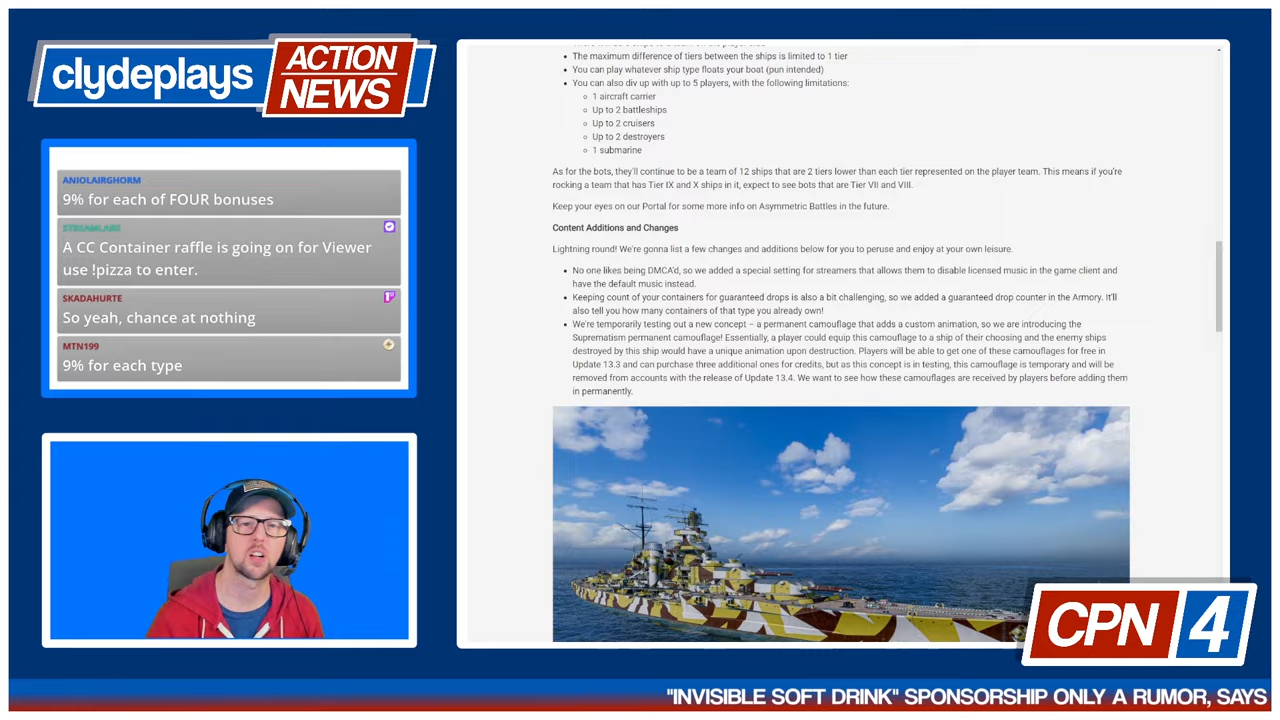 clydeplays
ACTION
NEWS
ANIOLAIRGHORM
9% for each of FOUR bonuses
STREAMLABS
A CC Container raffle is going on for Viewer
use !pizza to enter.
SKADAHURTE
So yeah, chance at nothing
MTN199
9% for each type
The maximum difference of tiers between the ships is limited to 1 tier
You can play whatever ship type floats your boat (pun intended)
You can also div up with up to 5 players, with the following limitations:
1 aircraft carrier
Up to 2 battleships
Up to 2 cruisers
Up to 2 destroyers
1 submarine
As for the bots, they'll continue to be a team of 12 ships that are 2 tiers lower than each tier represented on the player team. This means if you're
rocking a team that has Tier IX and X ships in it, expect to see bots that are Tier VII and VIII.
Keep your eyes on our Portal for some more info on Asymmetric Battles in the future.
Content Additions and Changes
Lightning round! We're gonna list a few changes and additions below for you to peruse and enjoy at your own leisure.
No one likes being DMCA'd, so we added a special setting for streamers that allows them to disable licensed music in the game client and
have the default music instead.
Keeping count of your containers for guaranteed drops is also a bit challenging, so we added a guaranteed drop counter in the Armory. It'll
also tell you how many containers of that type you already own!
We're temporarily testing out a new concept – a permanent camouflage that adds a custom animation, so we are introducing the
Suprematism permanent camouflage! Essentially, a player could equip this camouflage to a ship of their choosing and the enemy ships
destroyed by this ship would have a unique animation upon destruction. Players will be able to get one of these camouflages for free in
Update 13.3 and can purchase three additional ones for credits, but as this concept is in testing, this camouflage is temporary and will be
removed from accounts with the release of Update 13.4. We want to see how these camouflages are received by players before adding them
in permanently.
CPN 4
"INVISIBLE SOFT DRINK" SPONSORSHIP ONLY A RUMOR, SAYS